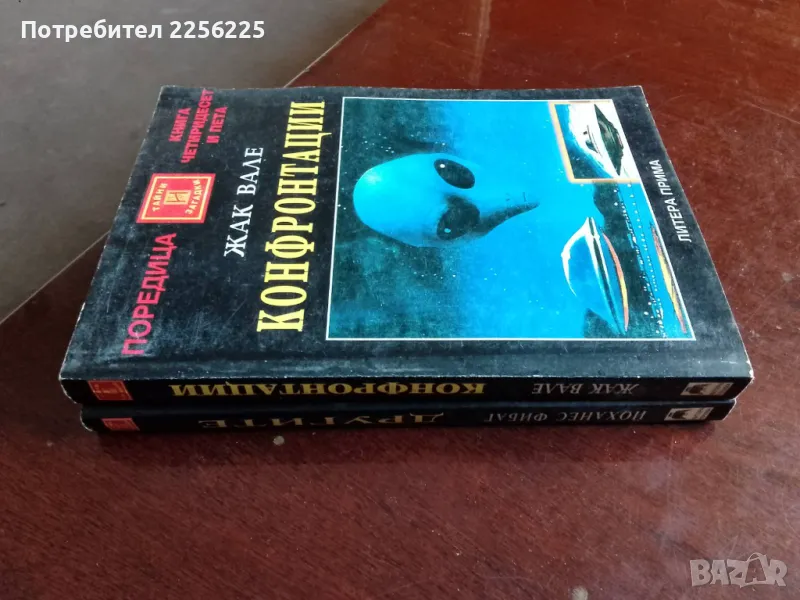 Потребител 2256225
ПОРЕДИЦА
ТАЙНИ
ЗАГАДКИ
КНИГА
ЧЕТИРИДЕСЕТ
И ПЕТА
ЖАК ВАЛЕ
КОНФРОНТАЦИИ
ЛИТЕРА ПРИМА
КОНФРОНТАЦИИ
ЖАК ВАЛЕ
ДРУГИТЕ
ЙОХАНЕС ФИБАГ
BAZAR